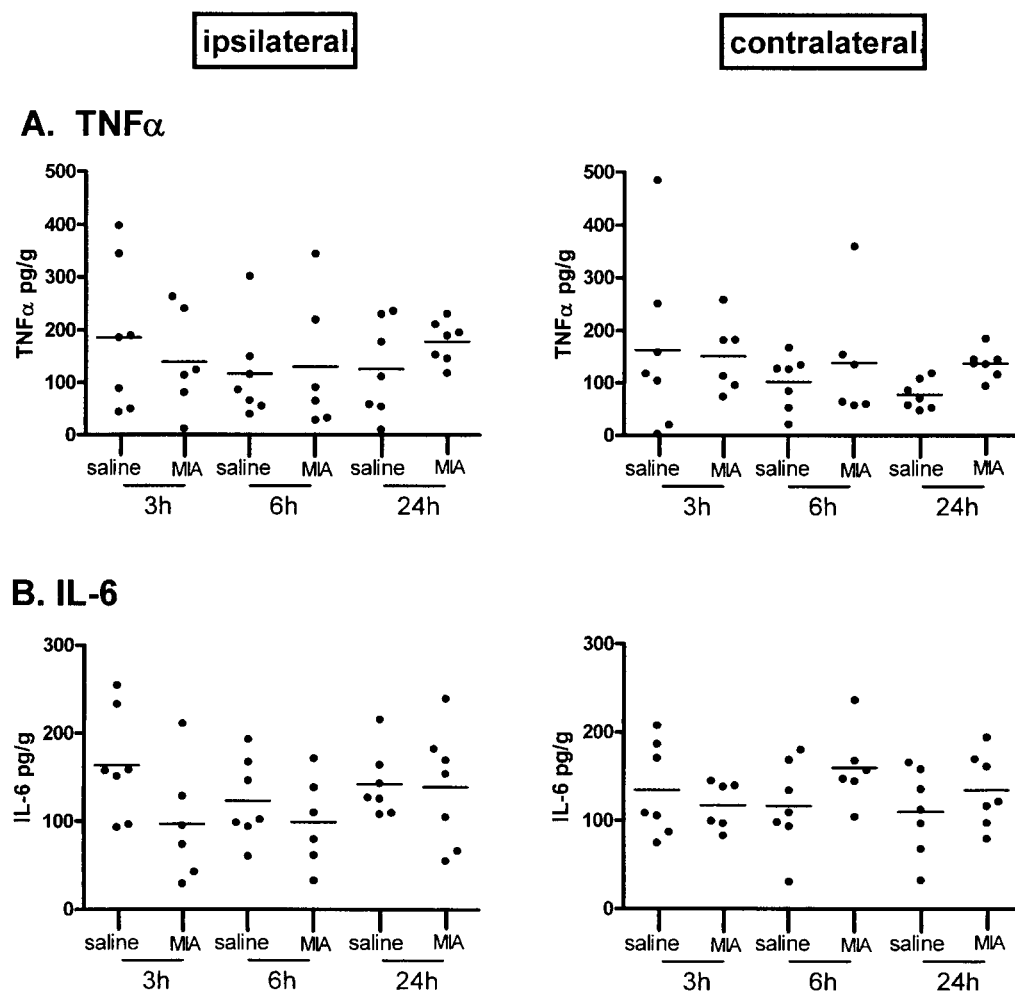 ipsilateral
contralateral
A. TNFα
TNFα pg/g
500
400
300
200
100
0
saline MIA saline MIA saline MIA
3h 6h 24h
TNFα pg/g
500
400
300
200
100
0
saline MIA saline MIA saline MIA
3h 6h 24h
B. IL-6
IL-6 pg/g
300
200
100
0
saline MIA saline MIA saline MIA
3h 6h 24h
IL-6 pg/g
300
200
100
0
saline MIA saline MIA saline MIA
3h 6h 24h